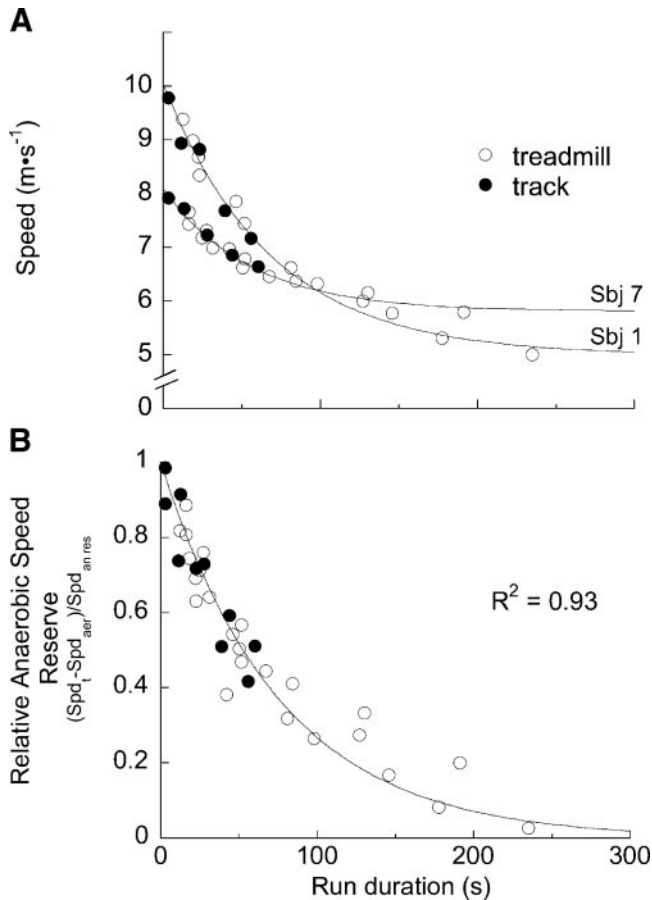 A
Speed (m•s⁻¹)
10
9
8
7
6
5
0
treadmill
track
Sbj 7
Sbj 1
B
Relative Anaerobic Speed
Reserve
(Spd_t-Spd_aer)/Spd_an res
1
0.8
0.6
0.4
0.2
0
R² = 0.93
0 100 200 300
Run duration (s)